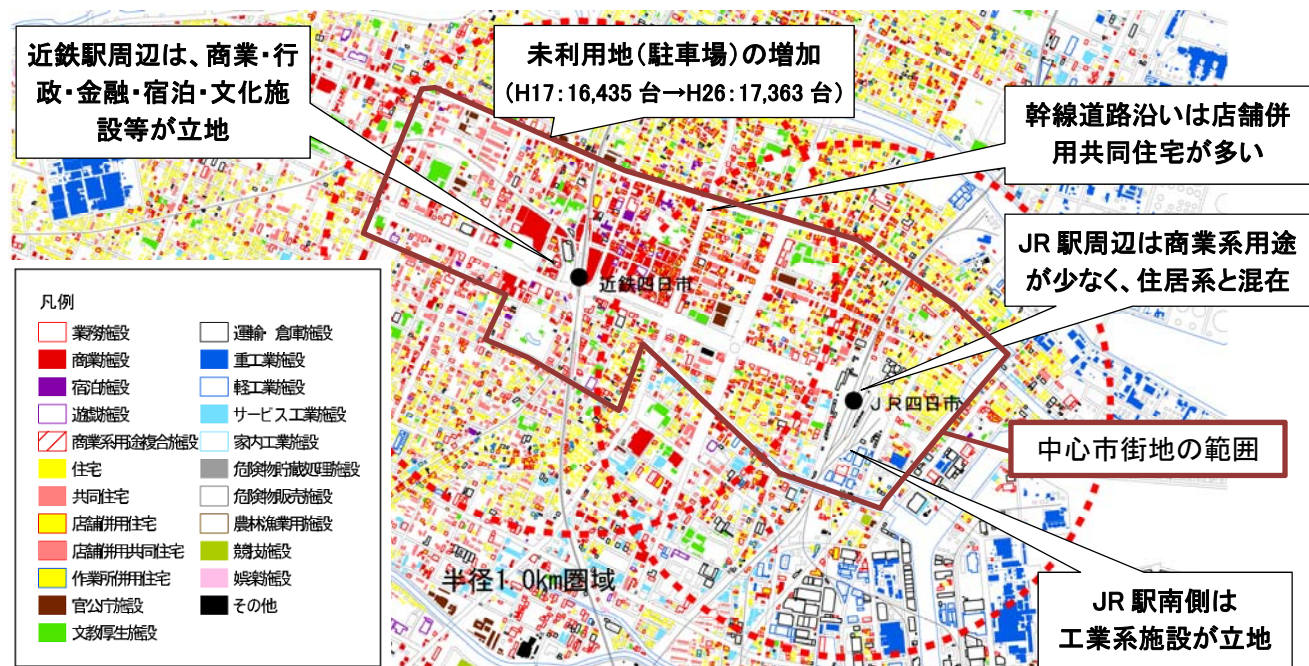 近鉄駅周辺は、商業・行
政・金融・宿泊・文化施
設等が立地
未利用地(駐車場)の増加
(H17:16,435 台→H26:17,363 台)
幹線道路沿いは店舗併
用共同住宅が多い
JR 駅周辺は商業系用途
が少なく、住居系と混在
近鉄四日市
JR四日市
中心市街地の範囲
半径1.0km圏域
JR 駅南側は
工業系施設が立地
凡例
業務施設
商業施設
宿泊施設
遊戯施設
商業系用途複合施設
住宅
共同住宅
店舗併用住宅
店舗併用共同住宅
作業所併用住宅
官公庁施設
文教厚生施設
運輸・倉庫施設
重工業施設
軽工業施設
サービス工業施設
家内工業施設
危険物貯蔵処理施設
危険物販売施設
農林漁業用施設
競技施設
娯楽施設
その他